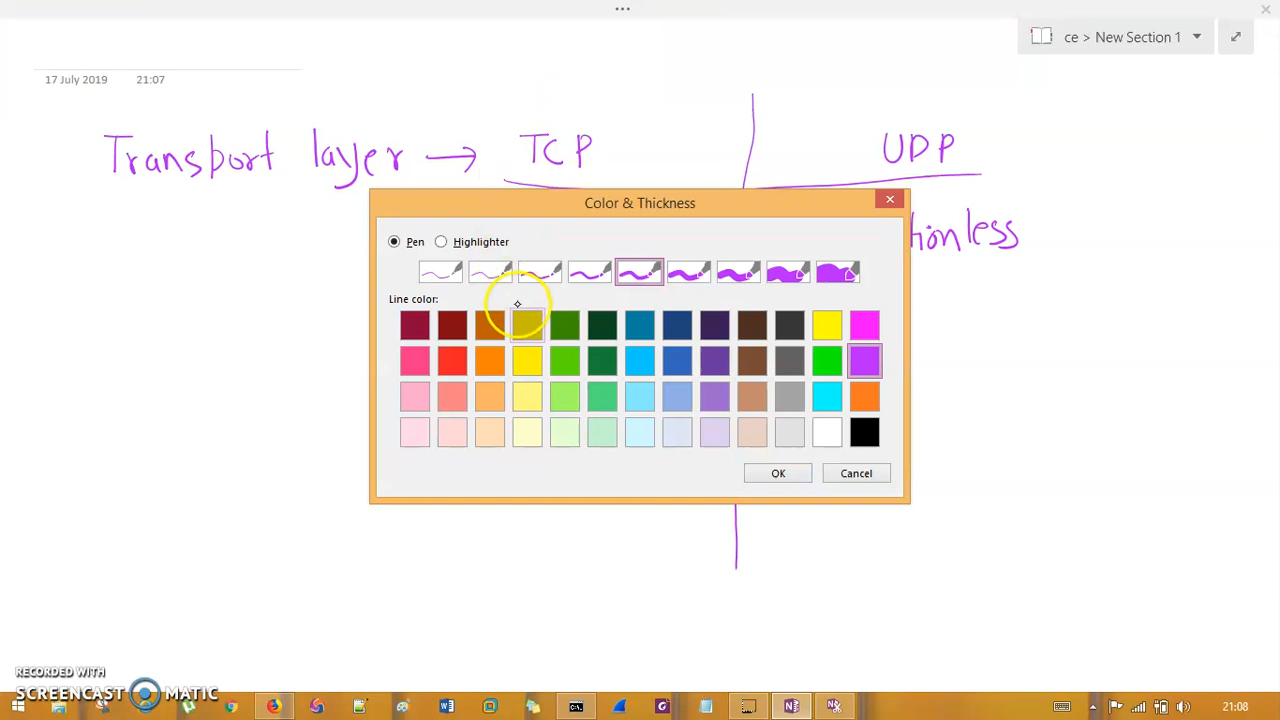 ce > New Section 1
17 July 2019 21:07
Transport layer → TCP UDP
Color & Thickness
Pen Highlighter
tionless
Line color:
OK Cancel
RECORDED WITH
SCREENCAST MATIC
21:08